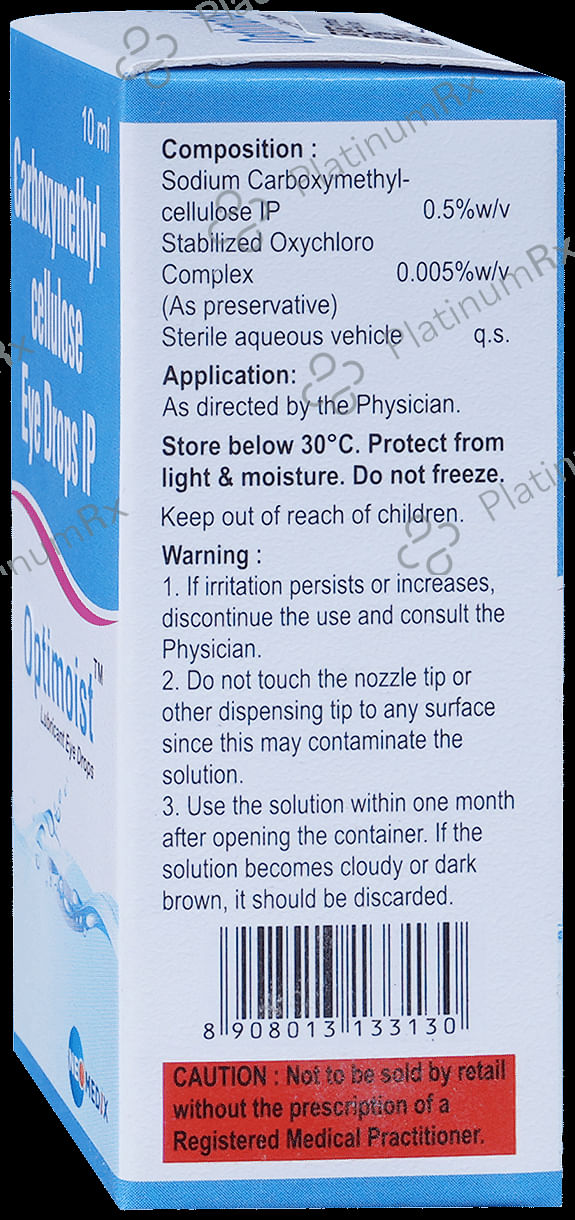 10 ml
Carboxymethyl-
cellulose
Eye Drops IP
Optimoist™
Lubricant Eye Drops
NEOMEDIX
Composition :
Sodium Carboxymethyl-
cellulose IP 0.5%w/v
Stabilized Oxychloro
Complex 0.005%w/v
(As preservative)
Sterile aqueous vehicle q.s.
Application:
As directed by the Physician.
Store below 30°C. Protect from
light & moisture. Do not freeze.
Keep out of reach of children.
Warning :
1. If irritation persists or increases,
discontinue the use and consult the
Physician.
2. Do not touch the nozzle tip or
other dispensing tip to any surface
since this may contaminate the
solution.
3. Use the solution within one month
after opening the container. If the
solution becomes cloudy or dark
brown, it should be discarded.
8 908013 133130
CAUTION : Not to be sold by retail
without the prescription of a
Registered Medical Practitioner.
PlatinumRx
PlatinumRx
PlatinumRx
PlatinumRx